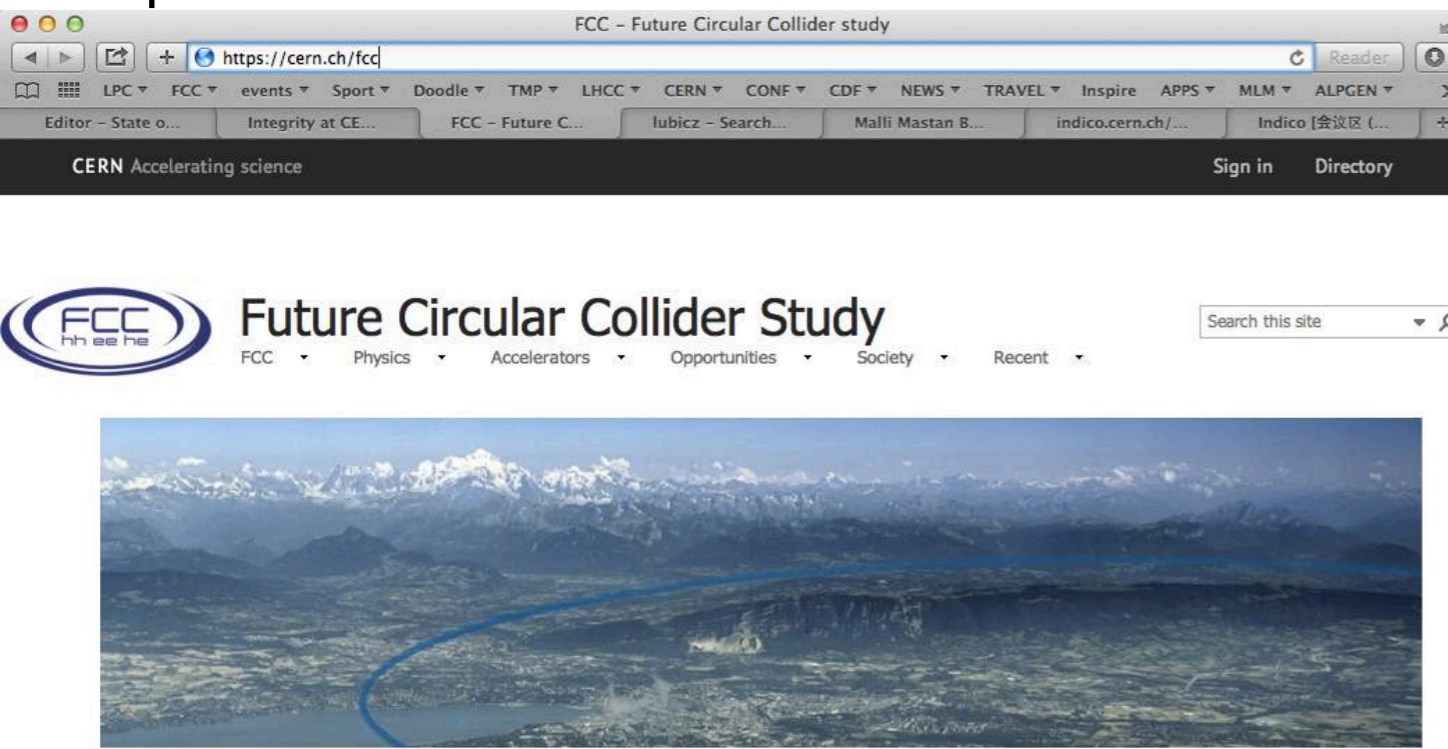 FCC – Future Circular Collider study
https://cern.ch/fcc Reader
LPC FCC events Sport Doodle TMP LHCC CERN CONF CDF NEWS TRAVEL Inspire APPS MLM ALPGEN
Editor – State o... Integrity at CE... FCC – Future C... lubicz – Search... Malli Mastan B... indico.cern.ch/... Indico [会议区 (...
CERN Accelerating science Sign in Directory
FCC
hh ee he
Future Circular Collider Study
Search this site
FCC Physics Accelerators Opportunities Society Recent